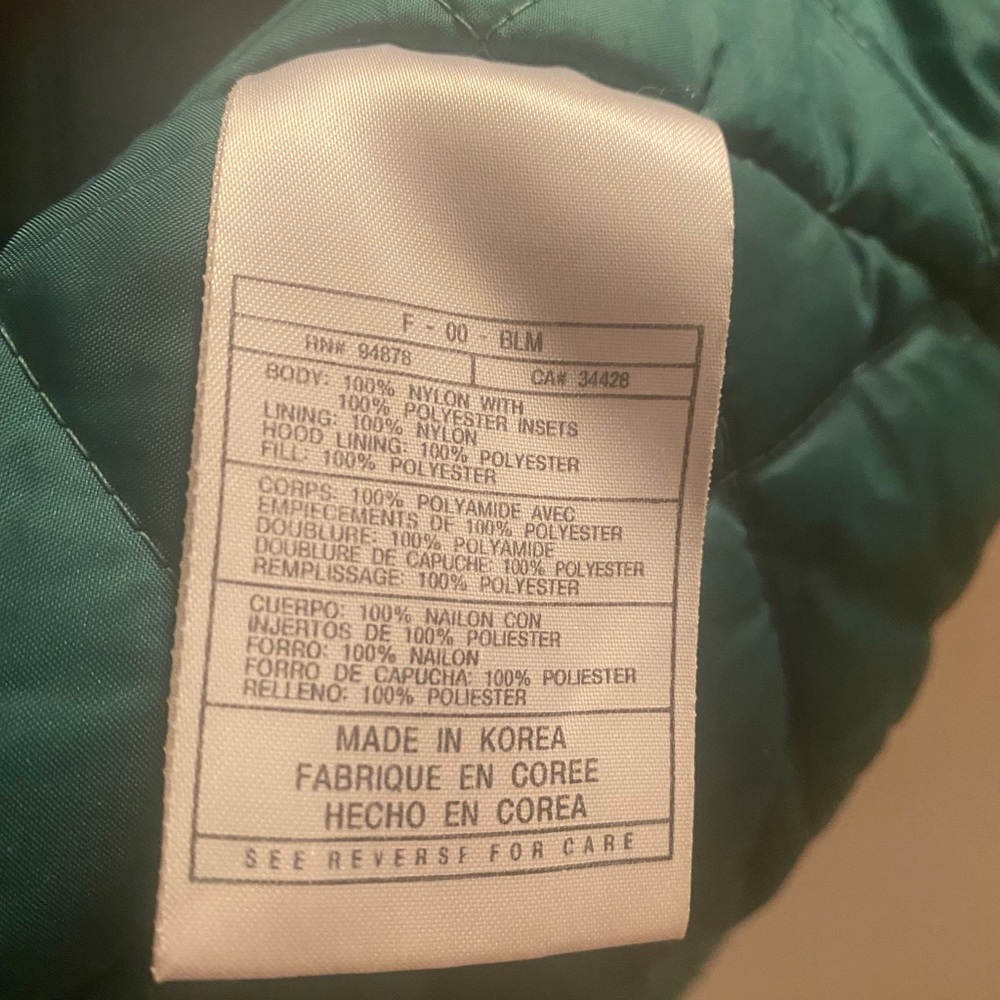 F - 00 - BLM
RN# 94878
CA# 34428
BODY: 100% NYLON WITH
100% POLYESTER INSETS
LINING: 100% NYLON
HOOD LINING: 100% POLYESTER
FILL: 100% POLYESTER
CORPS: 100% POLYAMIDE AVEC
EMPIECEMENTS DE 100% POLYESTER
DOUBLURE: 100% POLYAMIDE
DOUBLURE DE CAPUCHE: 100% POLYESTER
REMPLISSAGE: 100% POLYESTER
CUERPO: 100% NAILON CON
INJERTOS DE 100% POLIESTER
FORRO: 100% NAILON
FORRO DE CAPUCHA: 100% POLIESTER
RELLENO: 100% POLIESTER
MADE IN KOREA
FABRIQUE EN COREE
HECHO EN COREA
SEE REVERSE FOR CARE